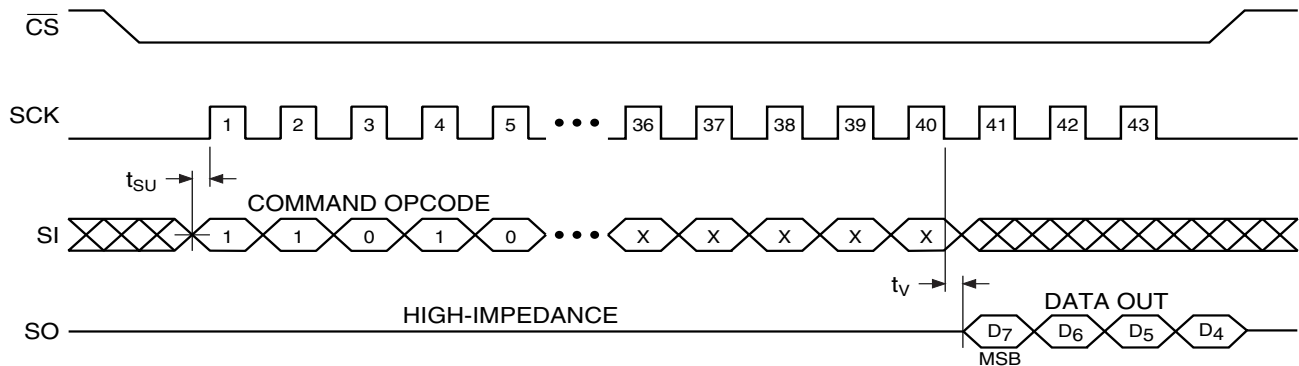 CS
SCK
1 2 3 4 5 ••• 36 37 38 39 40 41 42 43
tSU
COMMAND OPCODE
SI
1 1 0 1 0 ••• X X X X X
tV
HIGH-IMPEDANCE
DATA OUT
SO
D7 D6 D5 D4
MSB